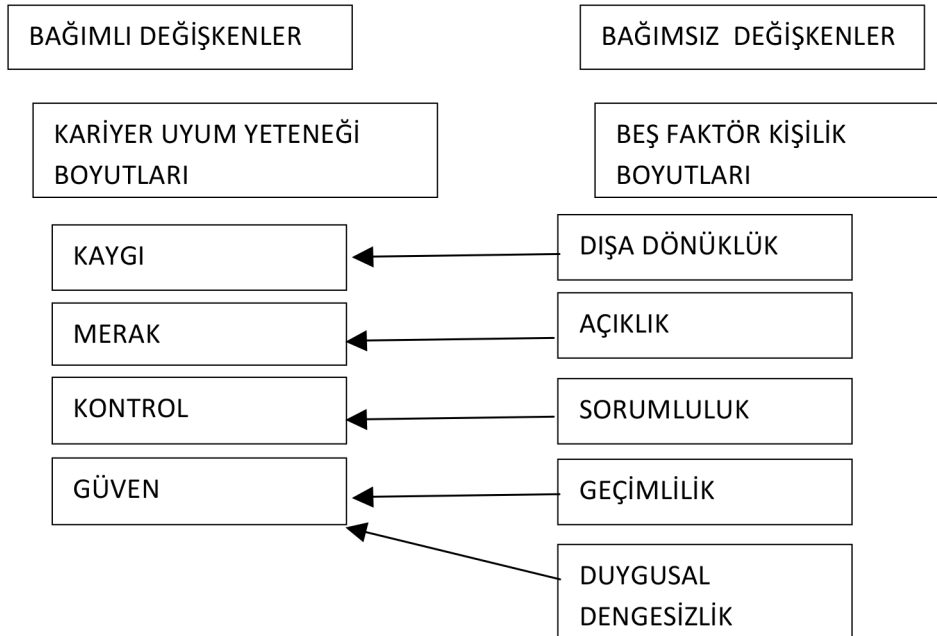 BAĞIMLI DEĞİŞKENLER
BAĞIMSIZ  DEĞİŞKENLER
KARİYER UYUM YETENEĞİ
BOYUTLARI
BEŞ FAKTÖR KİŞİLİK
BOYUTLARI
KAYGI
DIŞA DÖNÜKLÜK
MERAK
AÇIKLIK
KONTROL
SORUMLULUK
GÜVEN
GEÇİMLİLİK
DUYGUSAL
DENGESİZLİK